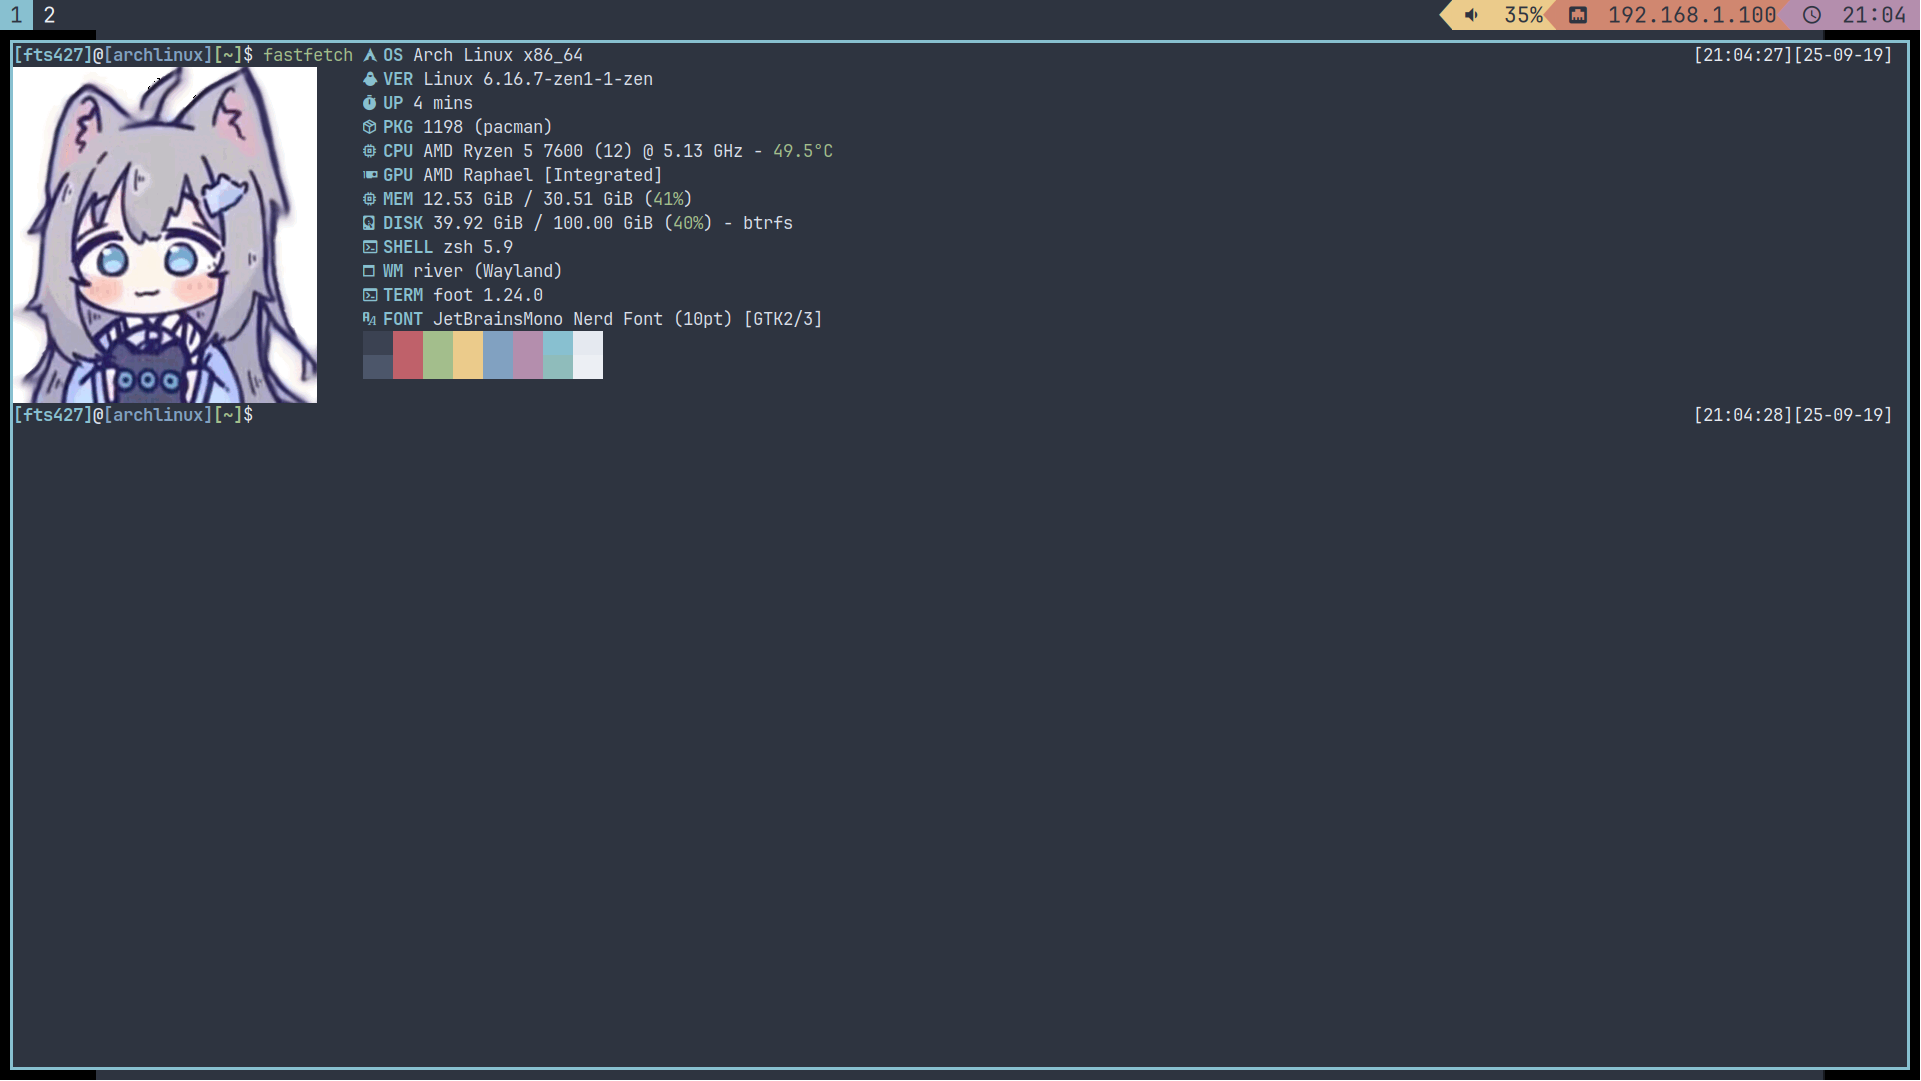 1 2 35% 192.168.1.100 21:04
[fts427]@[archlinux][~]$ fastfetch OS Arch Linux x86_64 [21:04:27][25-09-19]
VER Linux 6.16.7-zen1-1-zen
UP 4 mins
PKG 1198 (pacman)
CPU AMD Ryzen 5 7600 (12) @ 5.13 GHz - 49.5°C
GPU AMD Raphael [Integrated]
MEM 12.53 GiB / 30.51 GiB (41%)
DISK 39.92 GiB / 100.00 GiB (40%) - btrfs
SHELL zsh 5.9
WM river (Wayland)
TERM foot 1.24.0
FONT JetBrainsMono Nerd Font (10pt) [GTK2/3]
[fts427]@[archlinux][~]$ [21:04:28][25-09-19]